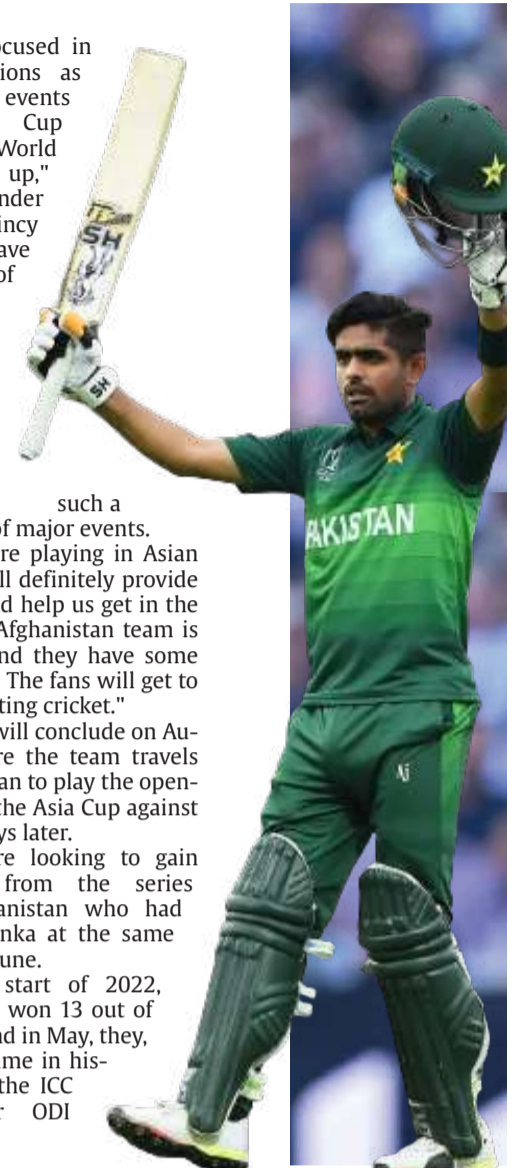 ocused in
ions as
events
Cup
World
up,"
nder
incy
ave
of
such a
of major events.
re playing in Asian
ll definitely provide
d help us get in the
Afghanistan team is
nd they have some
The fans will get to
ting cricket."
will conclude on Au-
re the team travels
an to play the open-
the Asia Cup against
ys later.
re looking to gain
from the series
anistan who had
nka at the same
une.
start of 2022,
won 13 out of
nd in May, they,
ime in his-
the ICC
r ODI
SH
SH
PAKISTAN